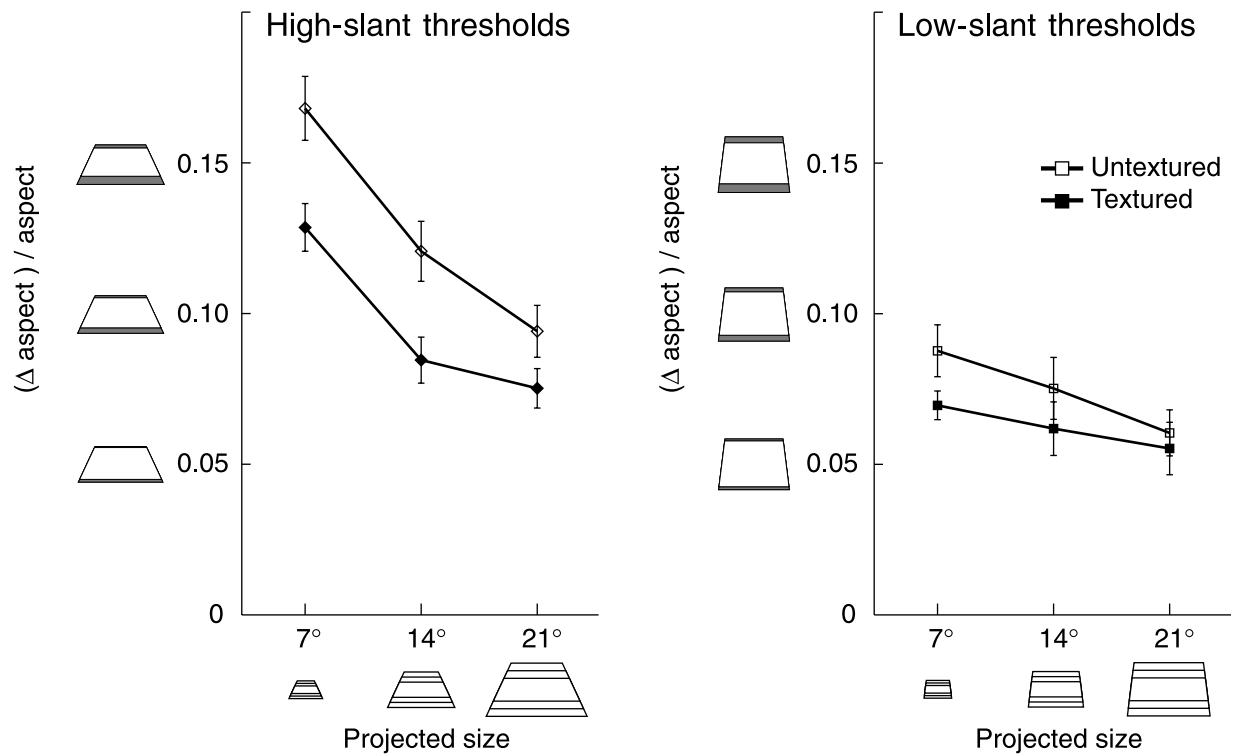 High-slant thresholds
(Δ aspect ) / aspect
0.15
0.10
0.05
0
7°
14°
21°
Projected size
Low-slant thresholds
(Δ aspect ) / aspect
0.15
0.10
0.05
0
Untextured
Textured
7°
14°
21°
Projected size